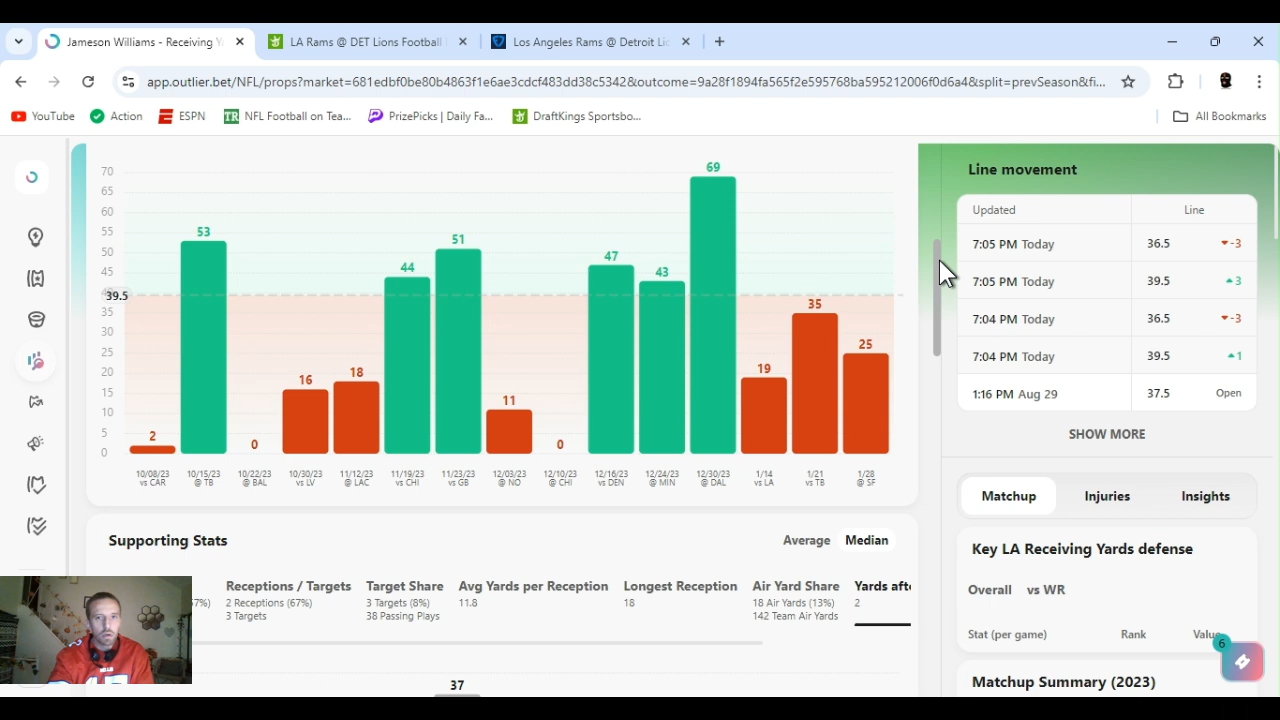 Jameson Williams - Receiving Y
LA Rams @ DET Lions Football
Los Angeles Rams @ Detroit Li
app.outlier.bet/NFL/props?market=681edbf0be80b4863f1e6ae3cdcf483dd38c5342&outcome=9a28f1894fa565f2e595768ba595212006f0d6a4&split=prevSeason&fi...
YouTube
Action
ESPN
NFL Football on Tea...
PrizePicks | Daily Fa...
DraftKings Sportsbo...
All Bookmarks
70
65
60
55
50
45
39.5
35
30
25
20
15
10
5
0
2
53
0
16
18
44
51
11
0
47
43
69
19
35
25
10/08/23 vs CAR
10/15/23 @ TB
10/22/23 @ BAL
10/30/23 vs LV
11/12/23 @ LAC
11/19/23 vs CHI
11/23/23 vs GB
12/03/23 @ NO
12/10/23 @ CHI
12/16/23 vs DEN
12/24/23 @ MIN
12/30/23 @ DAL
1/14 vs LA
1/21 vs TB
1/28 @ SF
Supporting Stats
Average Median
Receptions / Targets
2 Receptions (67%)
3 Targets
Target Share
3 Targets (8%)
38 Passing Plays
Avg Yards per Reception
11.8
Longest Reception
18
Air Yard Share
18 Air Yards (13%)
142 Team Air Yards
Yards aft
2
37
Line movement
Updated Line
7:05 PM Today 36.5 -3
7:05 PM Today 39.5 3
7:04 PM Today 36.5 -3
7:04 PM Today 39.5 1
1:16 PM Aug 29 37.5 Open
SHOW MORE
Matchup Injuries Insights
Key LA Receiving Yards defense
Overall vs WR
Stat (per game) Rank Value
6
Matchup Summary (2023)